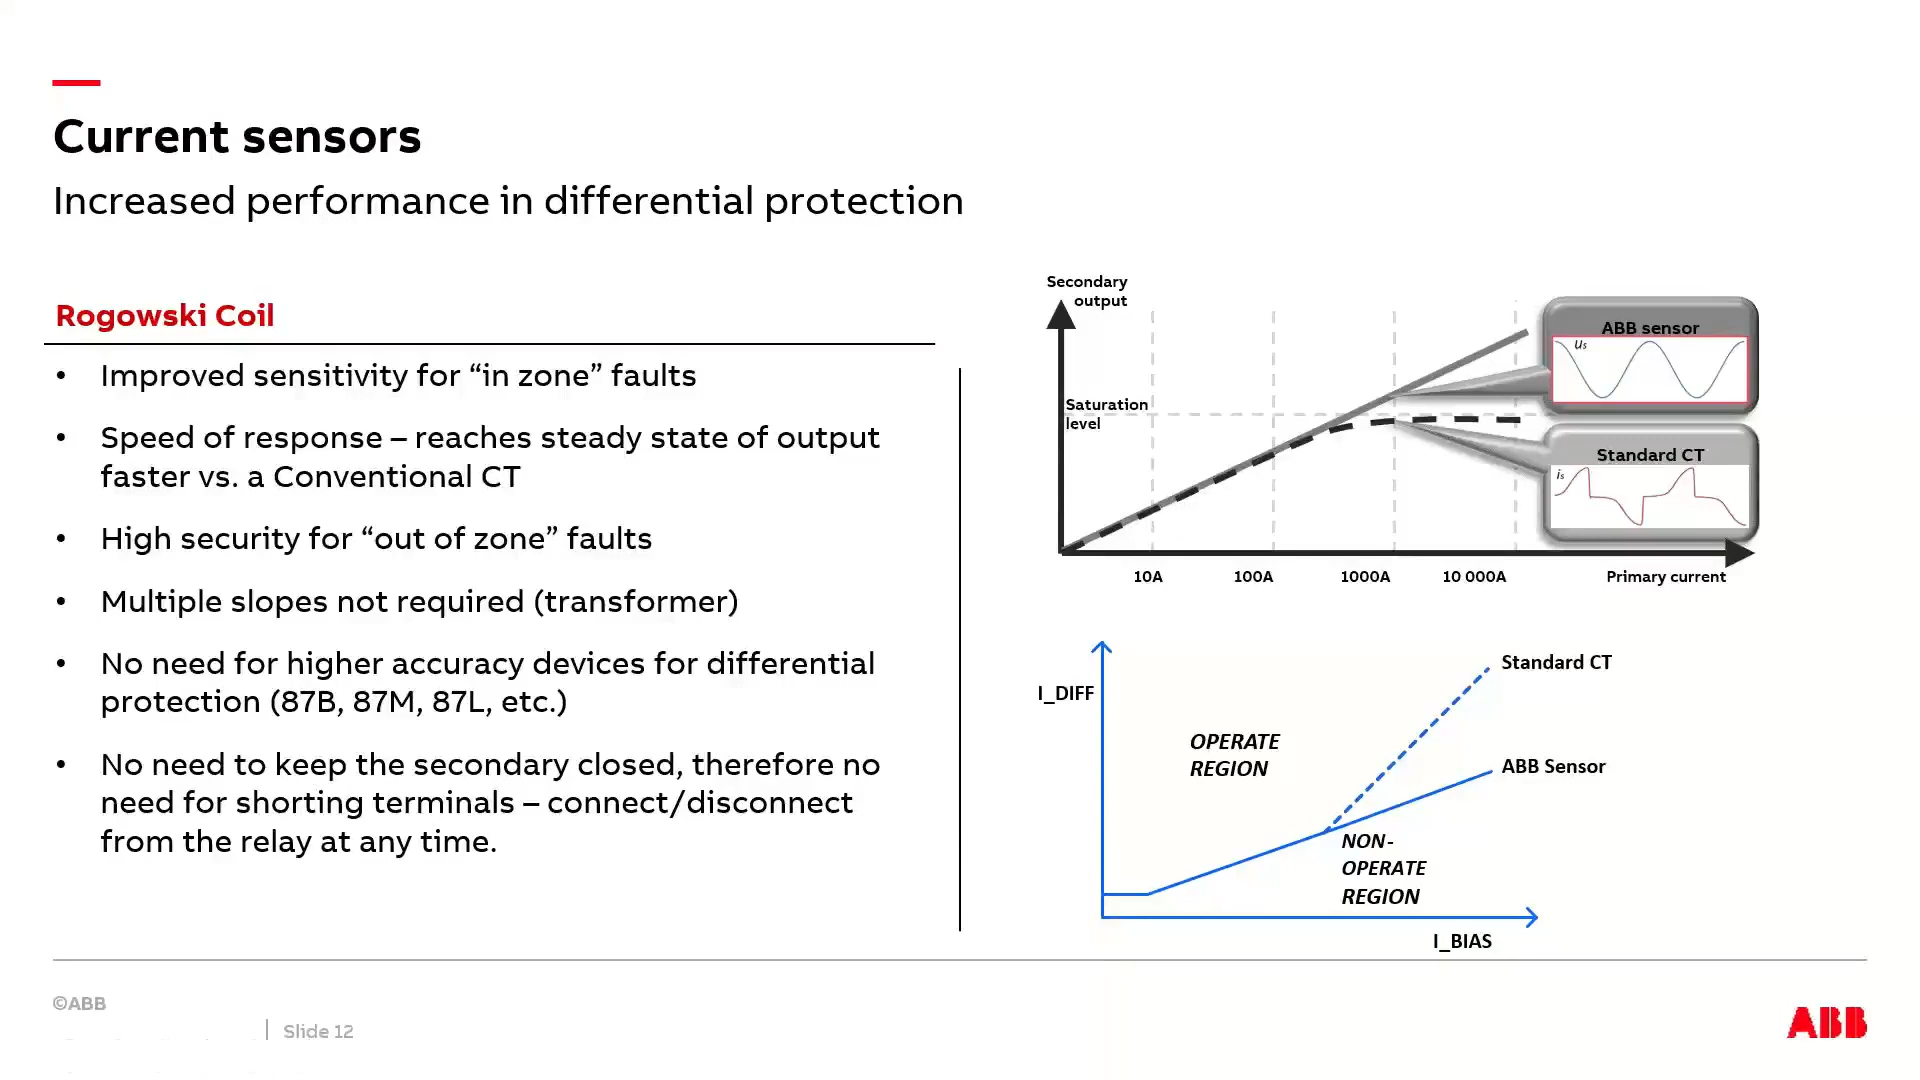 Current sensors
Increased performance in differential protection
Rogowski Coil
• Improved sensitivity for “in zone” faults
• Speed of response – reaches steady state of output
faster vs. a Conventional CT
• High security for “out of zone” faults
• Multiple slopes not required (transformer)
• No need for higher accuracy devices for differential
protection (87B, 87M, 87L, etc.)
• No need to keep the secondary closed, therefore no
need for shorting terminals – connect/disconnect
from the relay at any time.
Secondary
output
Saturation
level
ABB sensor
us
Standard CT
is
10A 100A 1000A 10 000A Primary current
I_DIFF
Standard CT
OPERATE
REGION
ABB Sensor
NON-
OPERATE
REGION
I_BIAS
©ABB
Slide 12
ABB